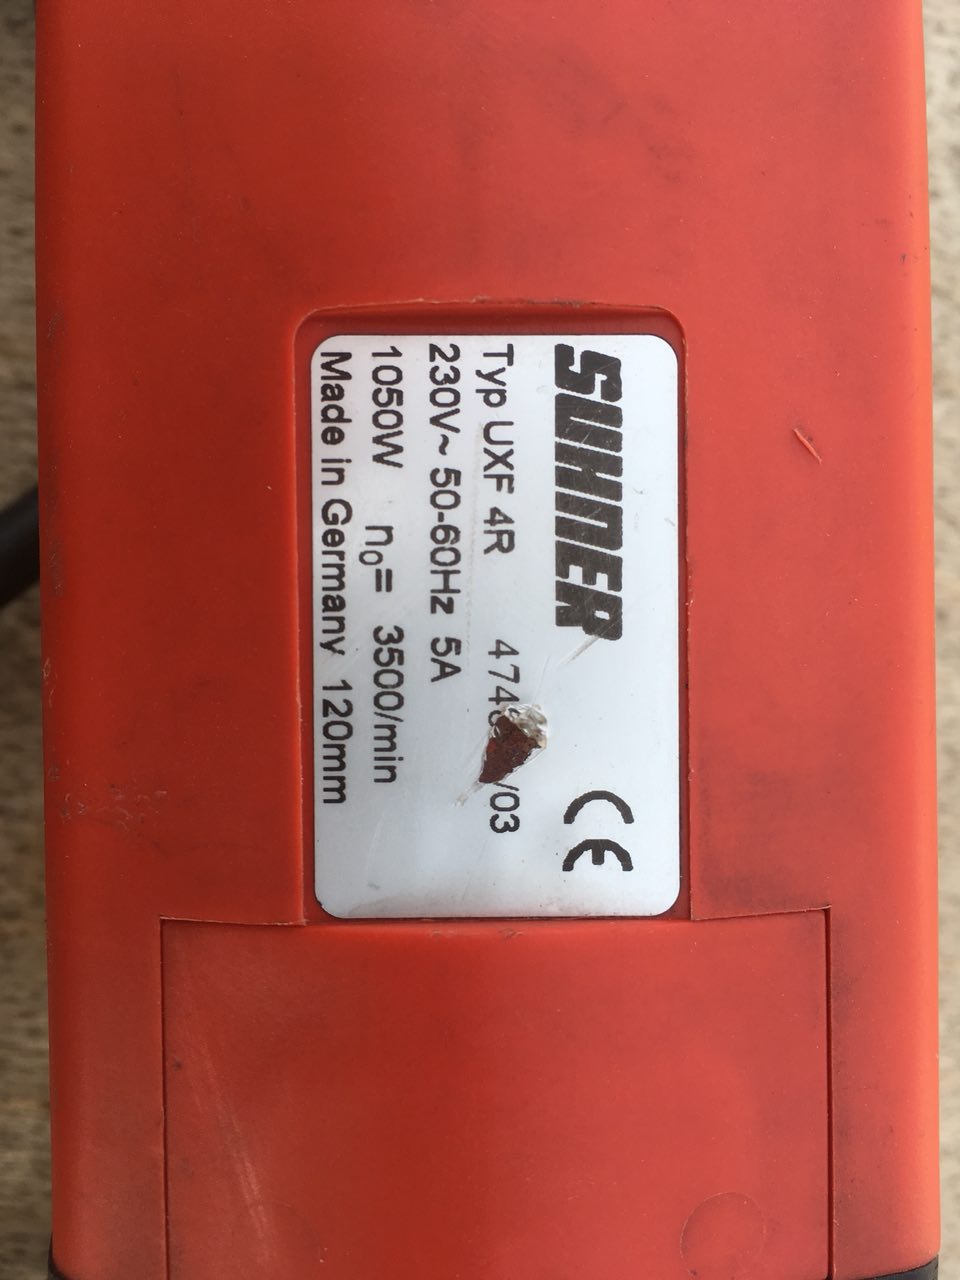 SUHNER CE
Typ UXF 4R
230V~ 50-60Hz 5A
1050W n₀= 3500/min
Made in Germany 120mm